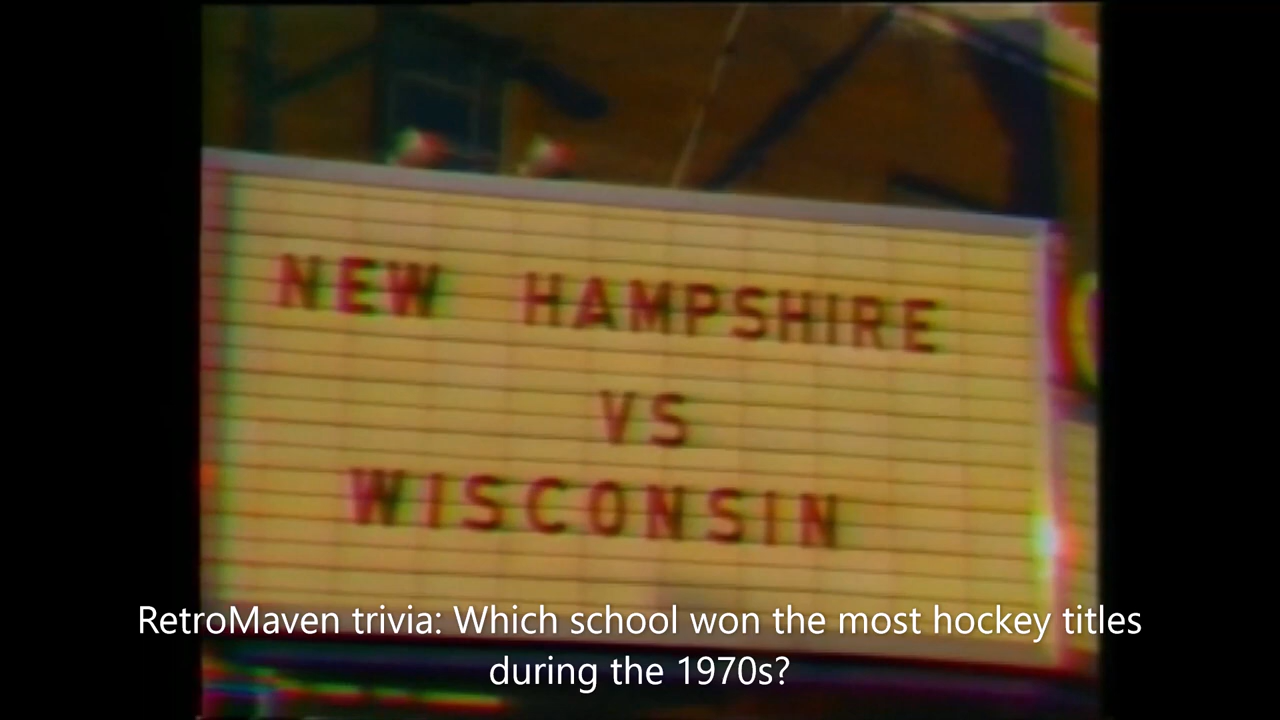 NEW HAMPSHIRE
VS
WISCONSIN
RetroMaven trivia: Which school won the most hockey titles
during the 1970s?